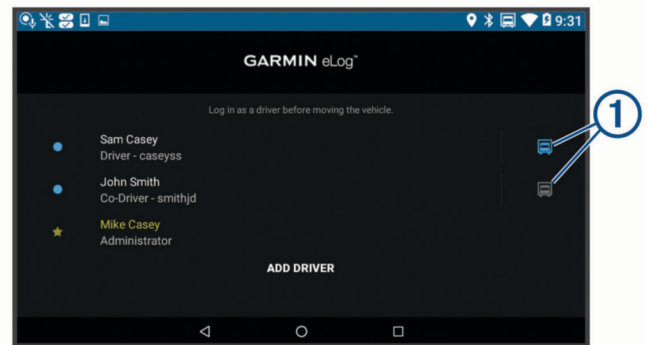 9:31
GARMIN eLog™
Log in as a driver before moving the vehicle.
Sam Casey
Driver - caseyss
John Smith
Co-Driver - smithjd
Mike Casey
Administrator
ADD DRIVER
1